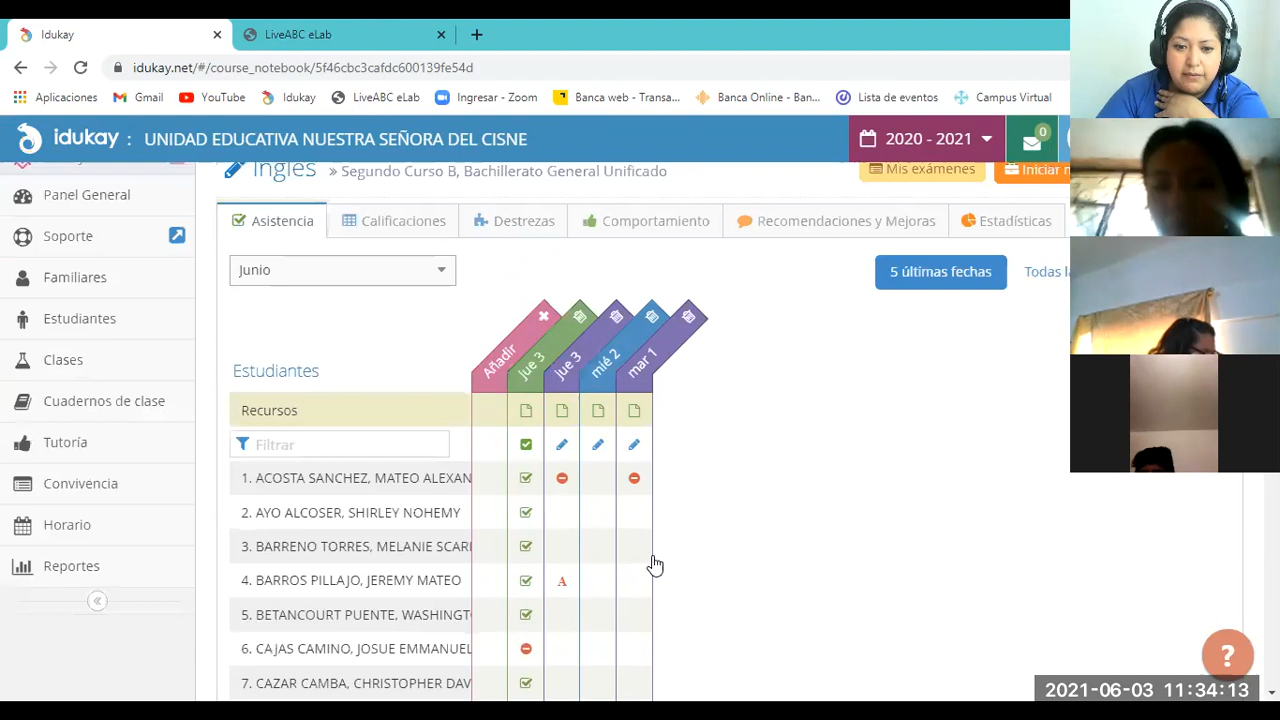 Idukay
LiveABC eLab
idukay.net/#/course_notebook/5f46cbc3cafdc600139fe54d
Aplicaciones Gmail YouTube Idukay LiveABC eLab Ingresar - Zoom Banca web - Transa... Banca Online - Ban... Lista de eventos Campus Virtual
idukay : UNIDAD EDUCATIVA NUESTRA SEÑORA DEL CISNE
2020 - 2021
0
Panel General
Soporte
Familiares
Estudiantes
Clases
Cuadernos de clase
Tutoría
Convivencia
Horario
Reportes
Inglés » Segundo Curso B, Bachillerato General Unificado
Mis exámenes
Iniciar
Asistencia Calificaciones Destrezas Comportamiento Recomendaciones y Mejoras Estadísticas
Junio
5 últimas fechas
Todas
Añadir
jue 3
jue 3
mié 2
mar 1
Estudiantes
Recursos
Filtrar
1. ACOSTA SANCHEZ, MATEO ALEXAN
2. AYO ALCOSER, SHIRLEY NOHEMY
3. BARRENO TORRES, MELANIE SCARL
4. BARROS PILLAJO, JEREMY MATEO A
5. BETANCOURT PUENTE, WASHINGTO
6. CAJAS CAMINO, JOSUE EMMANUEL
7. CAZAR CAMBA, CHRISTOPHER DAV
?
2021-06-03 11:34:13